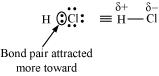 δ+ δ−
H Cl ≡ H — Cl
Bond pair attracted
more toward